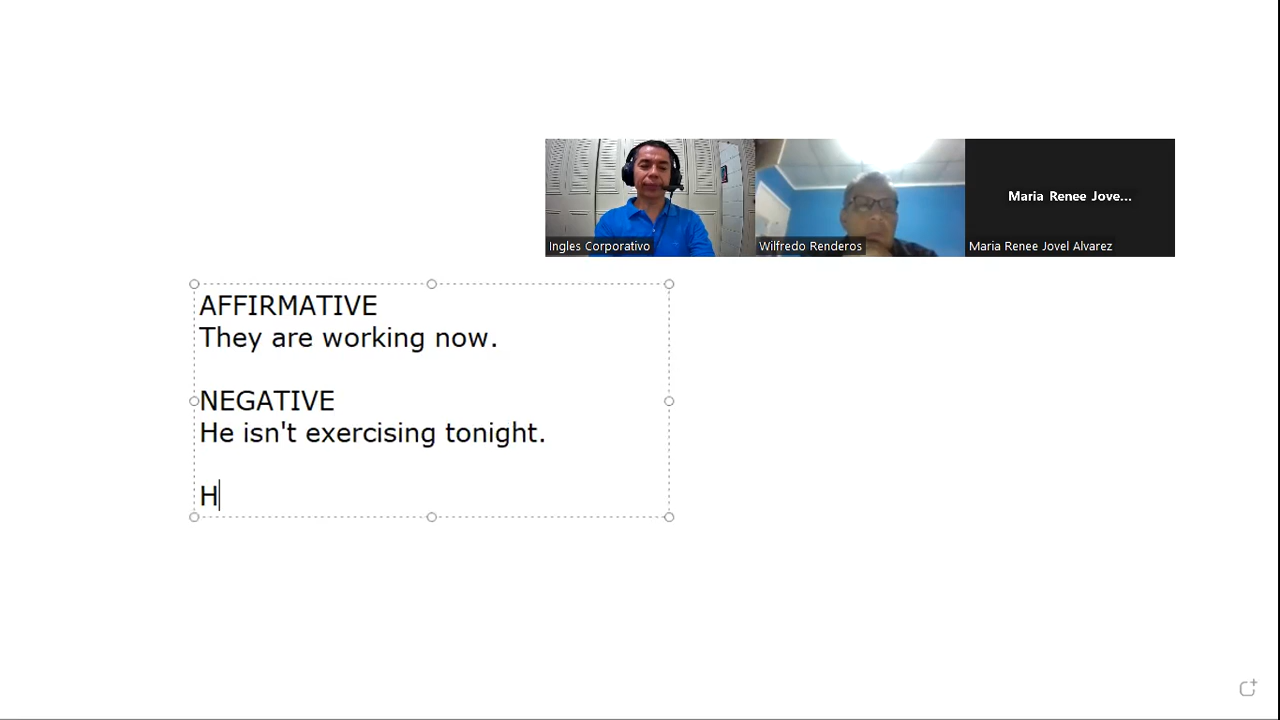 Maria Renee Jove...
Ingles Corporativo
Wilfredo Renderos
Maria Renee Jovel Alvarez
AFFIRMATIVE
They are working now.
NEGATIVE
He isn't exercising tonight.
H